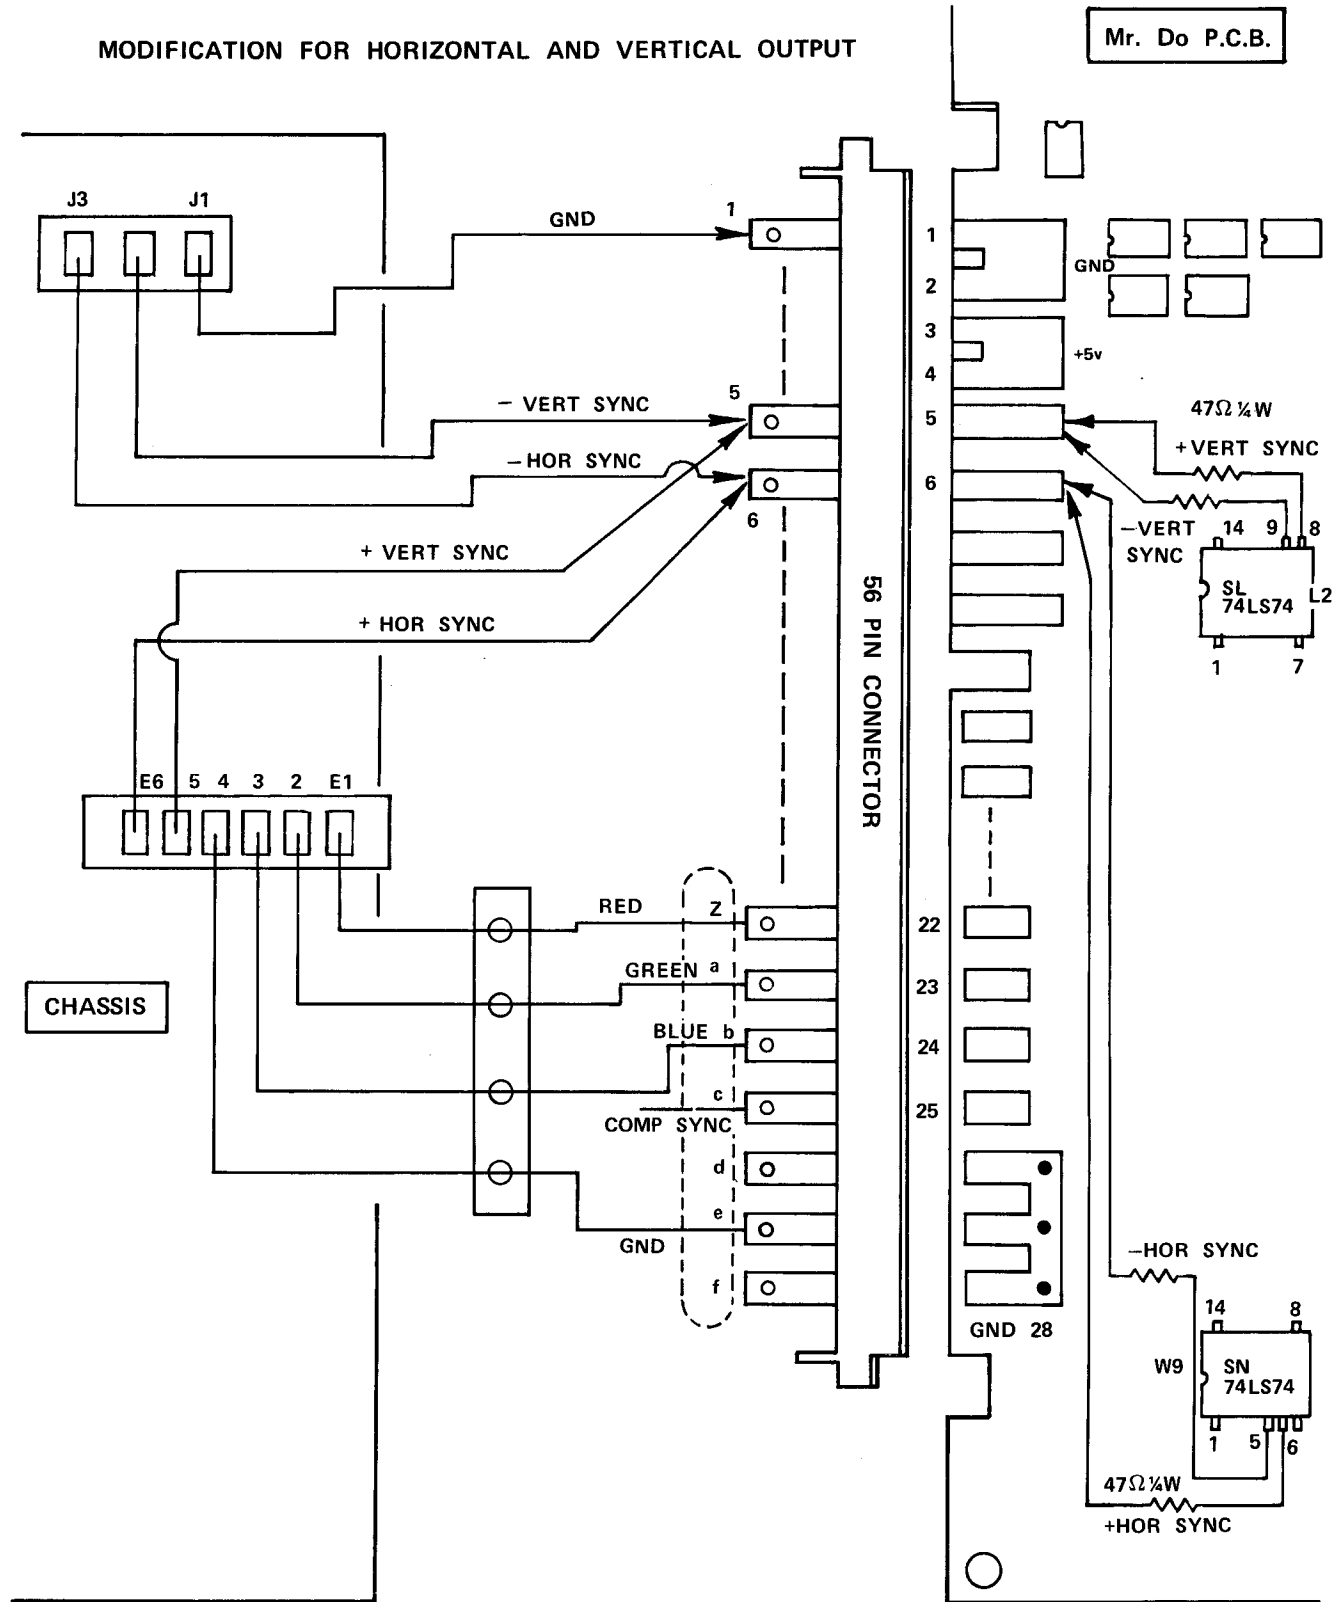 MODIFICATION FOR HORIZONTAL AND VERTICAL OUTPUT
Mr. Do P.C.B.
J3 J1
GND
1
1
2
GND
3
4
+5v
- VERT SYNC
5
5
47Ω ¼W
+VERT SYNC
-HOR SYNC
6
6
-VERT SYNC
14 9 8
SL
74LS74
L2
1 7
+ VERT SYNC
+ HOR SYNC
56 PIN CONNECTOR
E6 5 4 3 2 E1
RED Z
22
GREEN a
23
CHASSIS
BLUE b
24
c
COMP SYNC
25
d
e
GND
f
GND 28
-HOR SYNC
14 8
W9
SN
74LS74
1 5 6
47Ω ¼W
+HOR SYNC